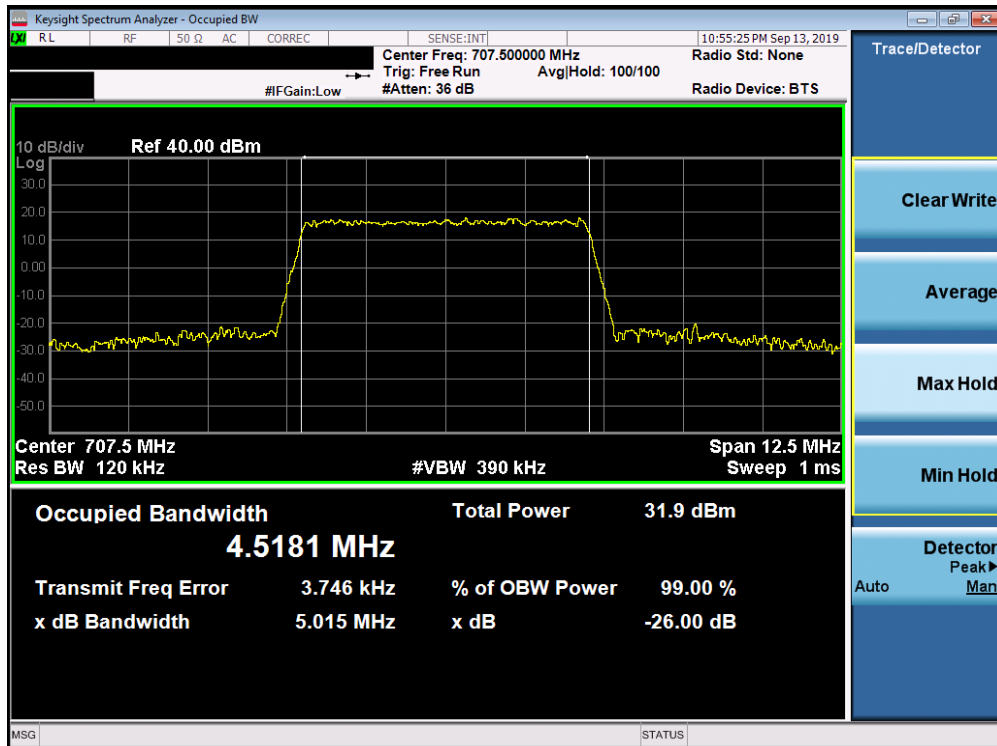 Keysight Spectrum Analyzer - Occupied BW
LXI RL RF 50 Ω AC CORREC SENSE:INT 10:55:25 PM Sep 13, 2019
Center Freq: 707.500000 MHz Radio Std: None
Trig: Free Run Avg|Hold: 100/100
#IFGain:Low #Atten: 36 dB Radio Device: BTS
Trace/Detector
10 dB/div Ref 40.00 dBm
Log
30.0
20.0
10.0
0.00
-10.0
-20.0
-30.0
-40.0
-50.0
Center 707.5 MHz Span 12.5 MHz
Res BW 120 kHz #VBW 390 kHz Sweep 1 ms
Occupied Bandwidth Total Power 31.9 dBm
4.5181 MHz
Transmit Freq Error 3.746 kHz % of OBW Power 99.00 %
x dB Bandwidth 5.015 MHz x dB -26.00 dB
Clear Write
Average
Max Hold
Min Hold
Detector
Peak▶
Auto Man
MSG STATUS